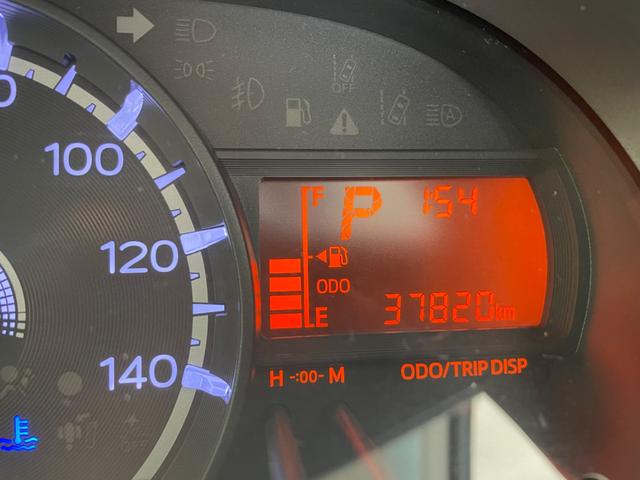 OFF
A
100
F
P
1:54
120
ODO
37820km
E
140
H -:00- M
ODO/TRIP DISP